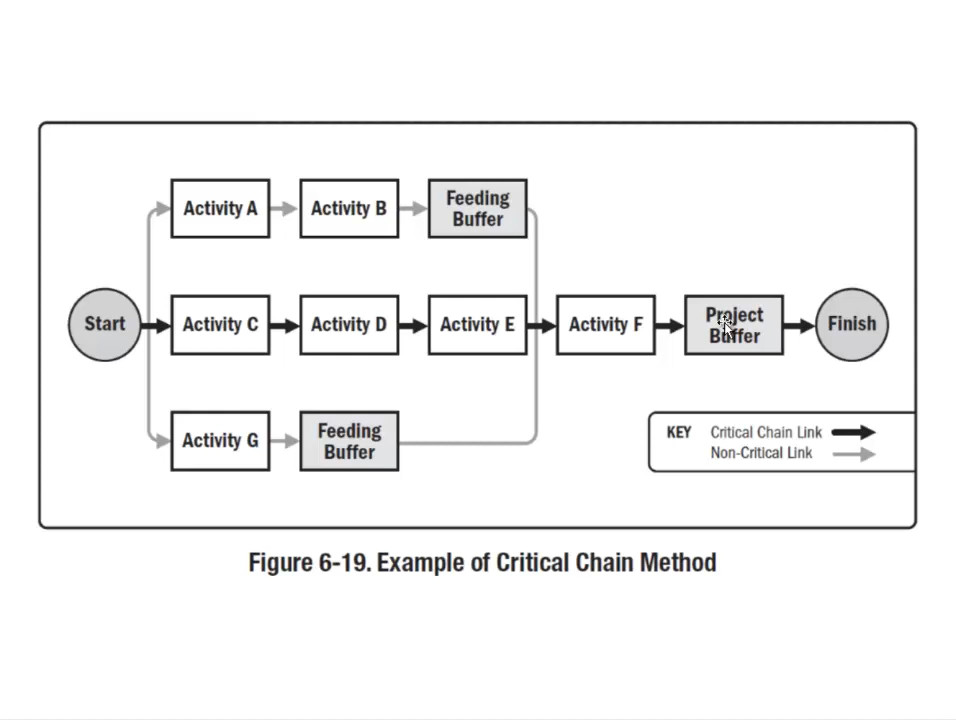 Activity A
Activity B
Feeding
Buffer
Start
Activity C
Activity D
Activity E
Activity F
Project
Buffer
Finish
Activity G
Feeding
Buffer
KEY Critical Chain Link
Non-Critical Link
Figure 6-19. Example of Critical Chain Method